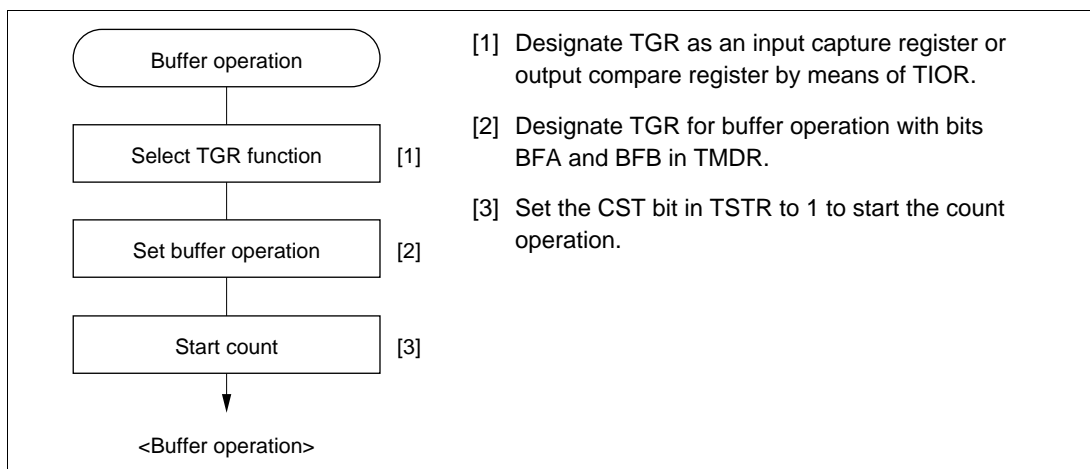 Buffer operation
Select TGR function
[1]
Set buffer operation
[2]
Start count
[3]
<Buffer operation>
[1] Designate TGR as an input capture register or
output compare register by means of TIOR.
[2] Designate TGR for buffer operation with bits
BFA and BFB in TMDR.
[3] Set the CST bit in TSTR to 1 to start the count
operation.